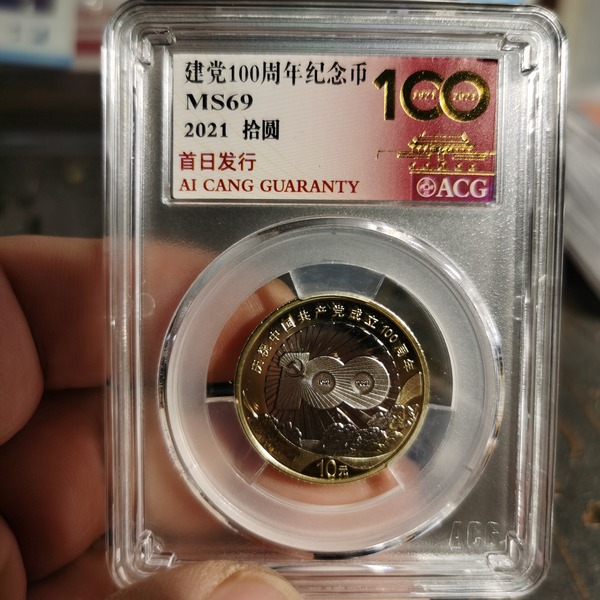 建党100周年纪念币
MS69
2021 拾圆
首日发行
AI CANG GUARANTY
100
1921 2021
ACG
庆祝中国共产党成立100周年
10元
ACG